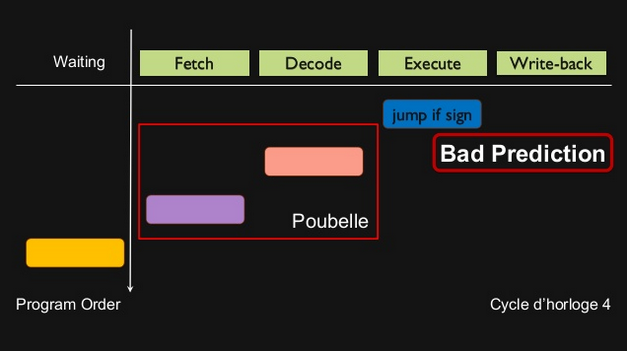 Waiting
Fetch
Decode
Execute
Write-back
jump if sign
Bad Prediction
Poubelle
Program Order
Cycle d'horloge 4